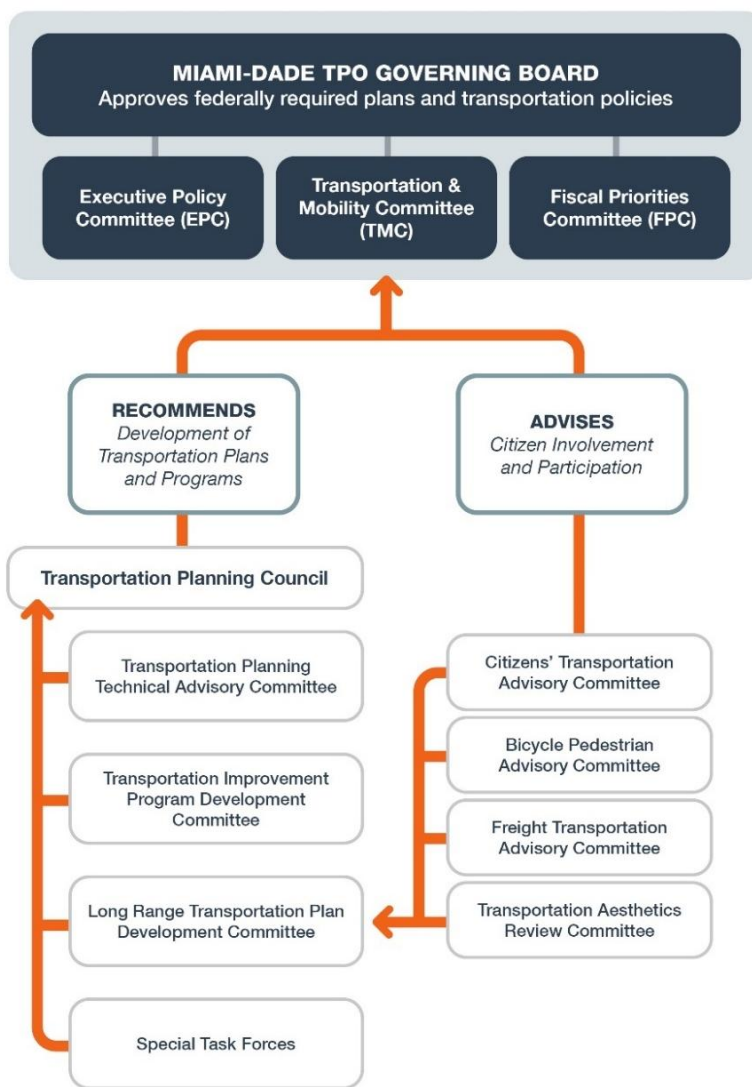 MIAMI-DADE TPO GOVERNING BOARD
Approves federally required plans and transportation policies
Executive Policy
Committee (EPC)
Transportation &
Mobility Committee
(TMC)
Fiscal Priorities
Committee (FPC)
RECOMMENDS
Development of
Transportation Plans
and Programs
ADVISES
Citizen Involvement
and Participation
Transportation Planning Council
Transportation Planning
Technical Advisory Committee
Transportation Improvement
Program Development
Committee
Long Range Transportation Plan
Development Committee
Special Task Forces
Citizens’ Transportation
Advisory Committee
Bicycle Pedestrian
Advisory Committee
Freight Transportation
Advisory Committee
Transportation Aesthetics
Review Committee